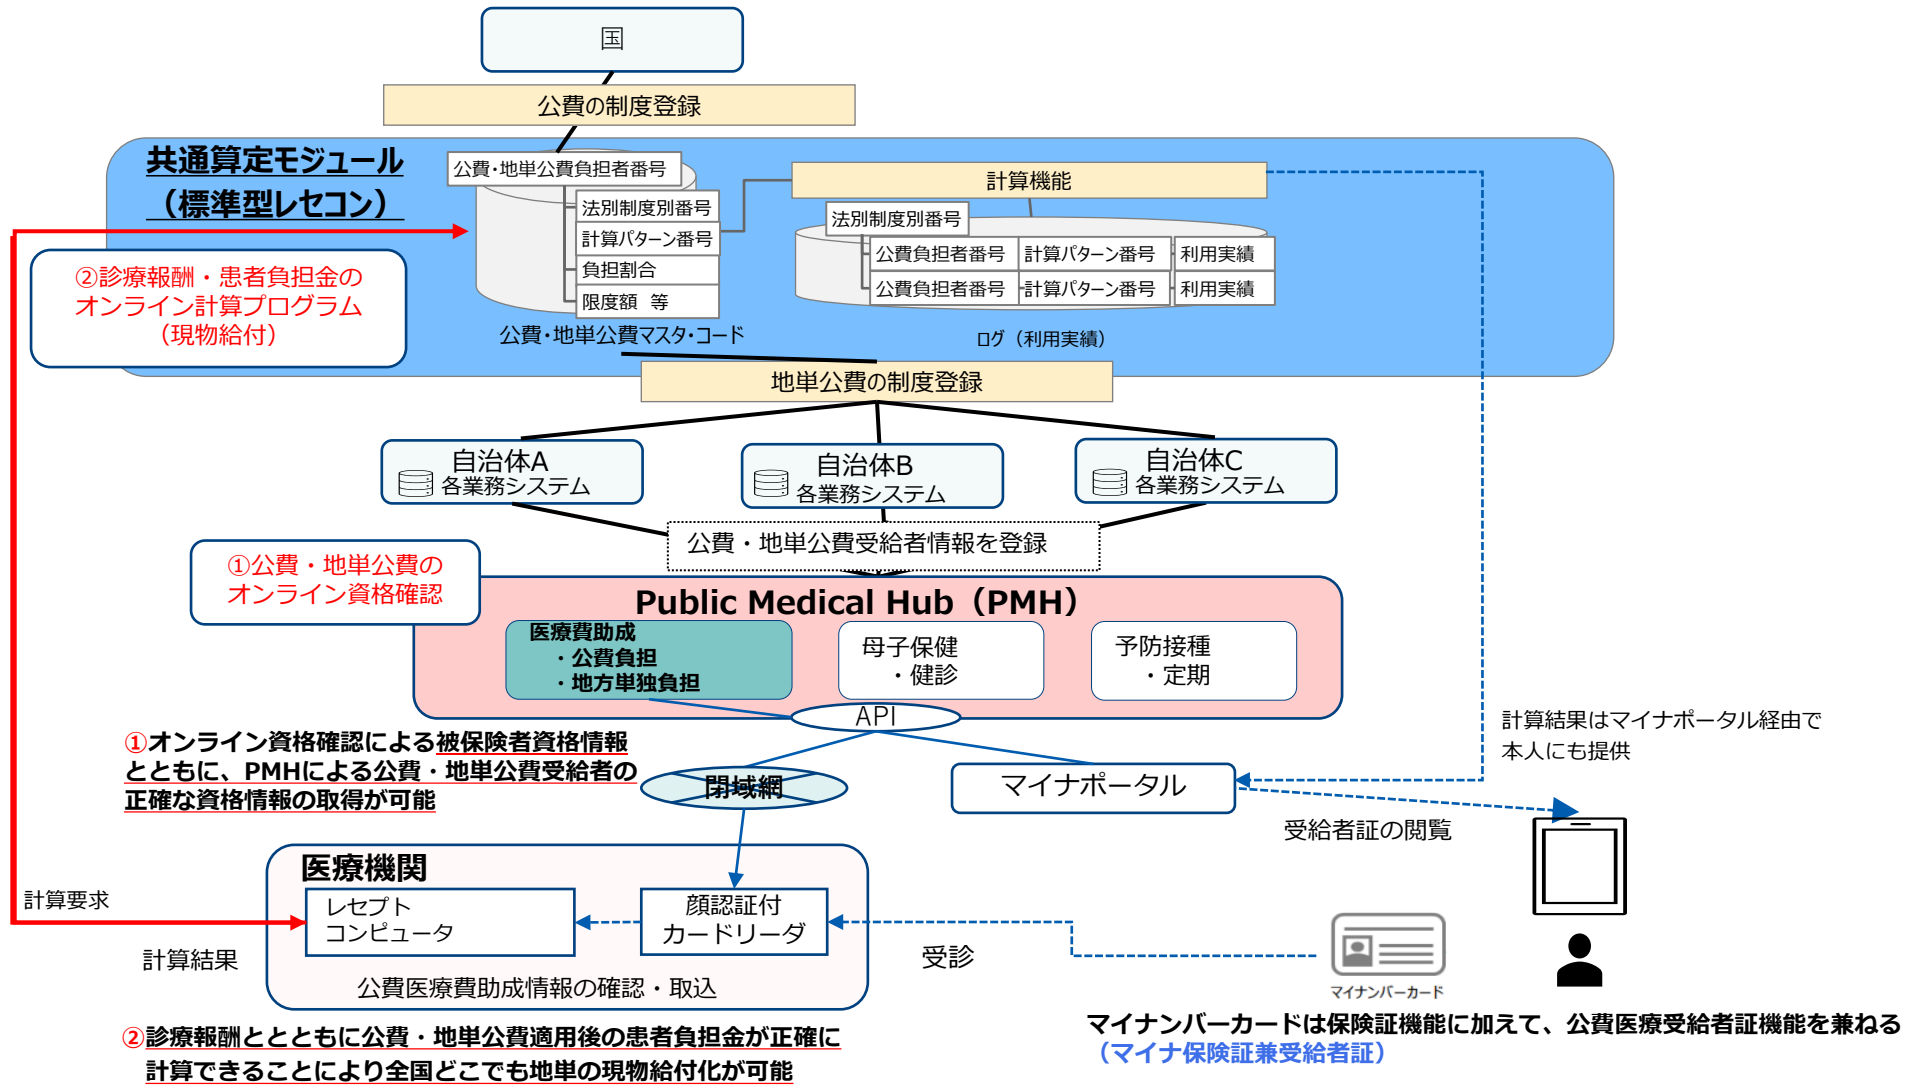 国
公費の制度登録
共通算定モジュール
（標準型レセコン）
公費・地単公費負担者番号
法別制度別番号
計算パターン番号
負担割合
限度額　等
公費・地単公費マスタ・コード
計算機能
法別制度別番号
公費負担者番号
計算パターン番号
利用実績
公費負担者番号
計算パターン番号
利用実績
ログ（利用実績）
②診療報酬・患者負担金の
オンライン計算プログラム
（現物給付）
地単公費の制度登録
自治体A
各業務システム
自治体B
各業務システム
自治体C
各業務システム
公費・地単公費受給者情報を登録
①公費・地単公費の
オンライン資格確認
Public Medical Hub（PMH）
医療費助成
・公費負担
・地方単独負担
母子保健
・健診
予防接種
・定期
API
①オンライン資格確認による被保険者資格情報
とともに、PMHによる公費・地単公費受給者の
正確な資格情報の取得が可能
閉域網
マイナポータル
計算結果はマイナポータル経由で
本人にも提供
受給者証の閲覧
医療機関
レセプト
コンピュータ
顔認証付
カードリーダ
公費医療費助成情報の確認・取込
計算要求
計算結果
受診
マイナンバーカード
②診療報酬ととともに公費・地単公費適用後の患者負担金が正確に
計算できることにより全国どこでも地単の現物給付化が可能
マイナンバーカードは保険証機能に加えて、公費医療受給者証機能を兼ねる
（マイナ保険証兼受給者証）